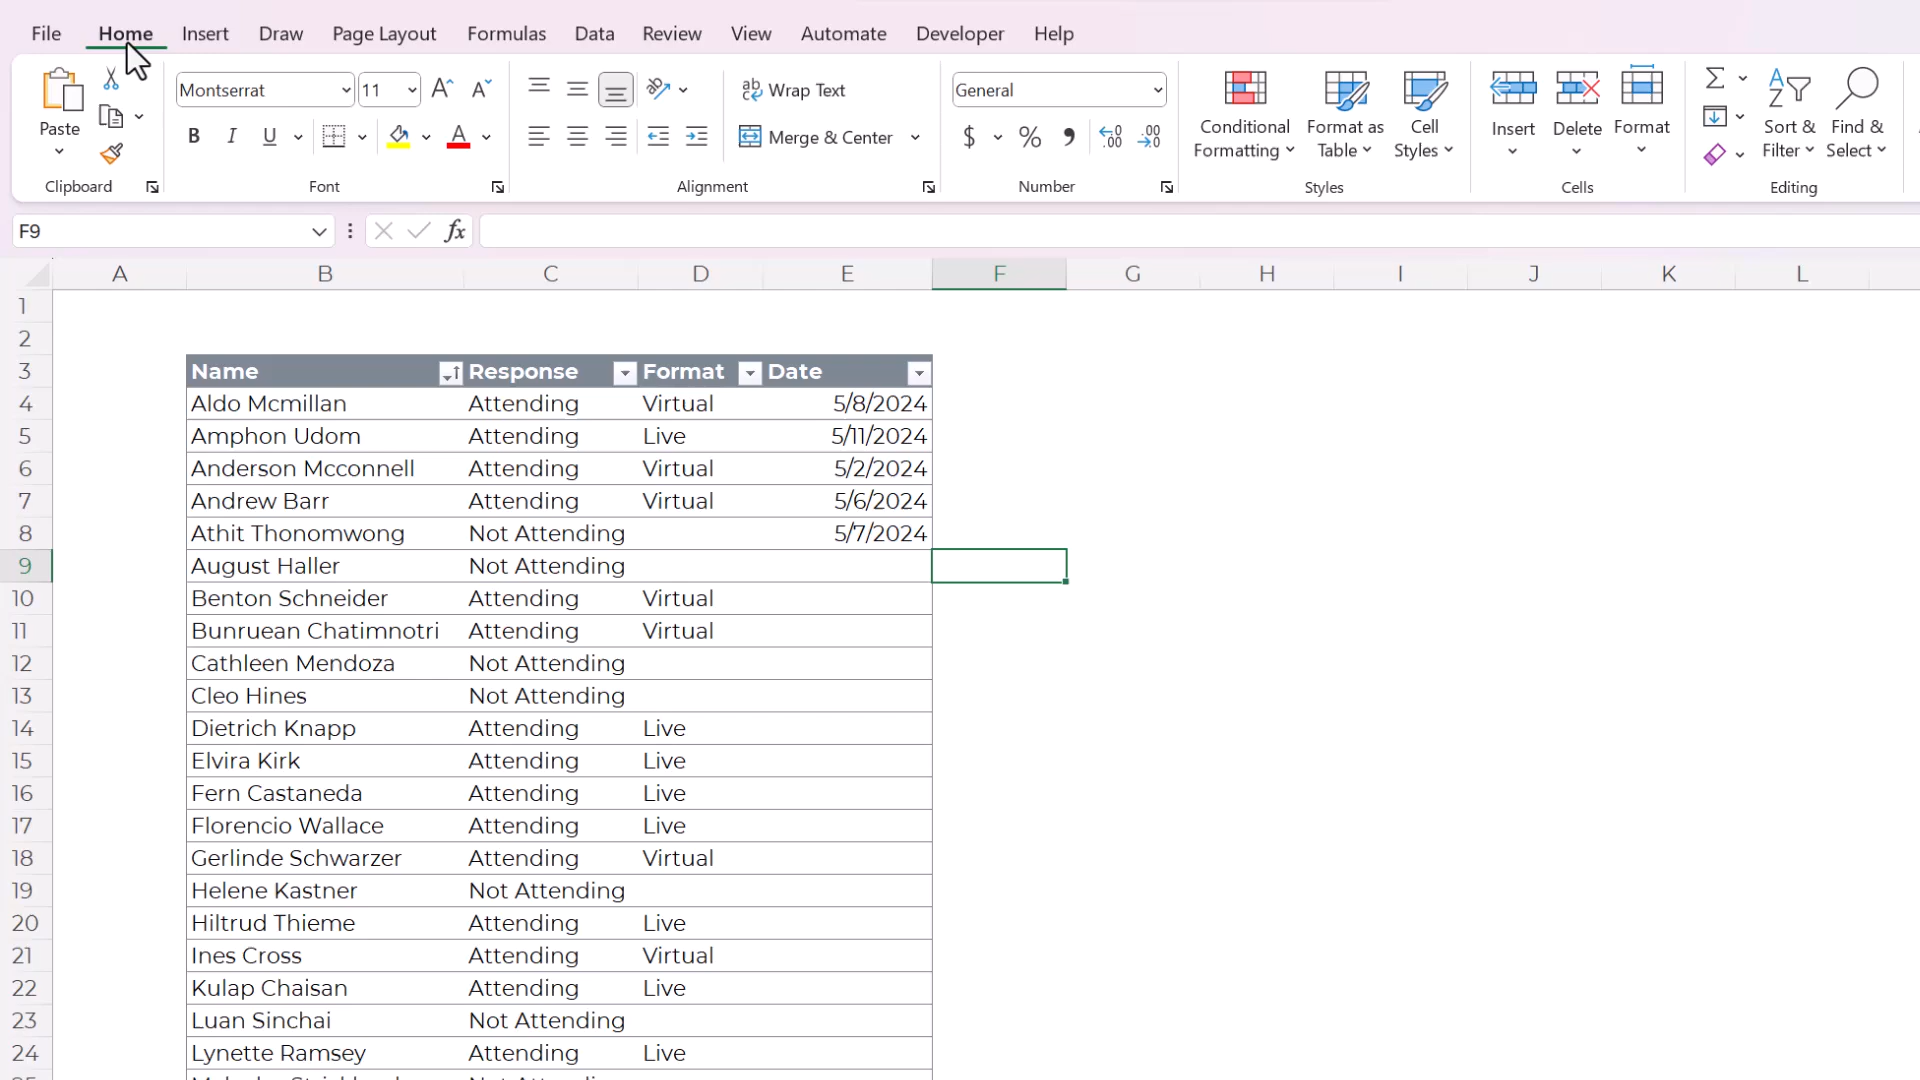 File Home Insert Draw Page Layout Formulas Data Review View Automate Developer Help
Montserrat 11 ab Wrap Text General
Paste B I U A Merge & Center $ % Conditional Formatting Format as Table Cell Styles Insert Delete Format Sort & Filter Find & Select
Clipboard Font Alignment Number Styles Cells Editing
F9 fx
A B C D E F G H I J K L
1
2
3 Name Response Format Date
4 Aldo Mcmillan Attending Virtual 5/8/2024
5 Amphon Udom Attending Live 5/11/2024
6 Anderson Mcconnell Attending Virtual 5/2/2024
7 Andrew Barr Attending Virtual 5/6/2024
8 Athit Thonomwong Not Attending 5/7/2024
9 August Haller Not Attending
10 Benton Schneider Attending Virtual
11 Bunruean Chatimnotri Attending Virtual
12 Cathleen Mendoza Not Attending
13 Cleo Hines Not Attending
14 Dietrich Knapp Attending Live
15 Elvira Kirk Attending Live
16 Fern Castaneda Attending Live
17 Florencio Wallace Attending Live
18 Gerlinde Schwarzer Attending Virtual
19 Helene Kastner Not Attending
20 Hiltrud Thieme Attending Live
21 Ines Cross Attending Virtual
22 Kulap Chaisan Attending Live
23 Luan Sinchai Not Attending
24 Lynette Ramsey Attending Live